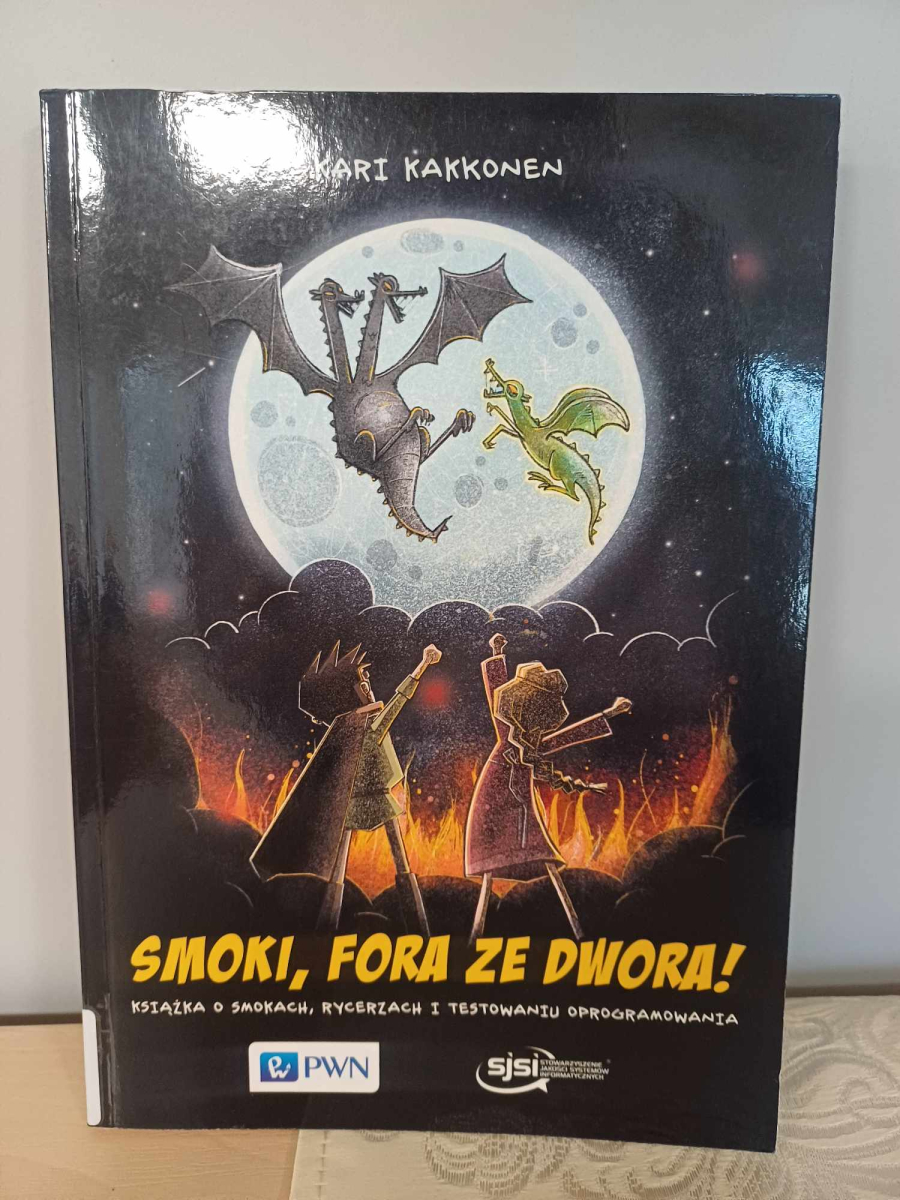 KARI KAKKONEN
SMOKI, FORA ZE DWORA!
KSIĄŻKA O SMOKACH, RYCERZACH I TESTOWANIU OPROGRAMOWANIA
PWN
sjsi
STOWARZYSZENIE
JAKOŚCI SYSTEMÓW
INFORMATYCZNYCH